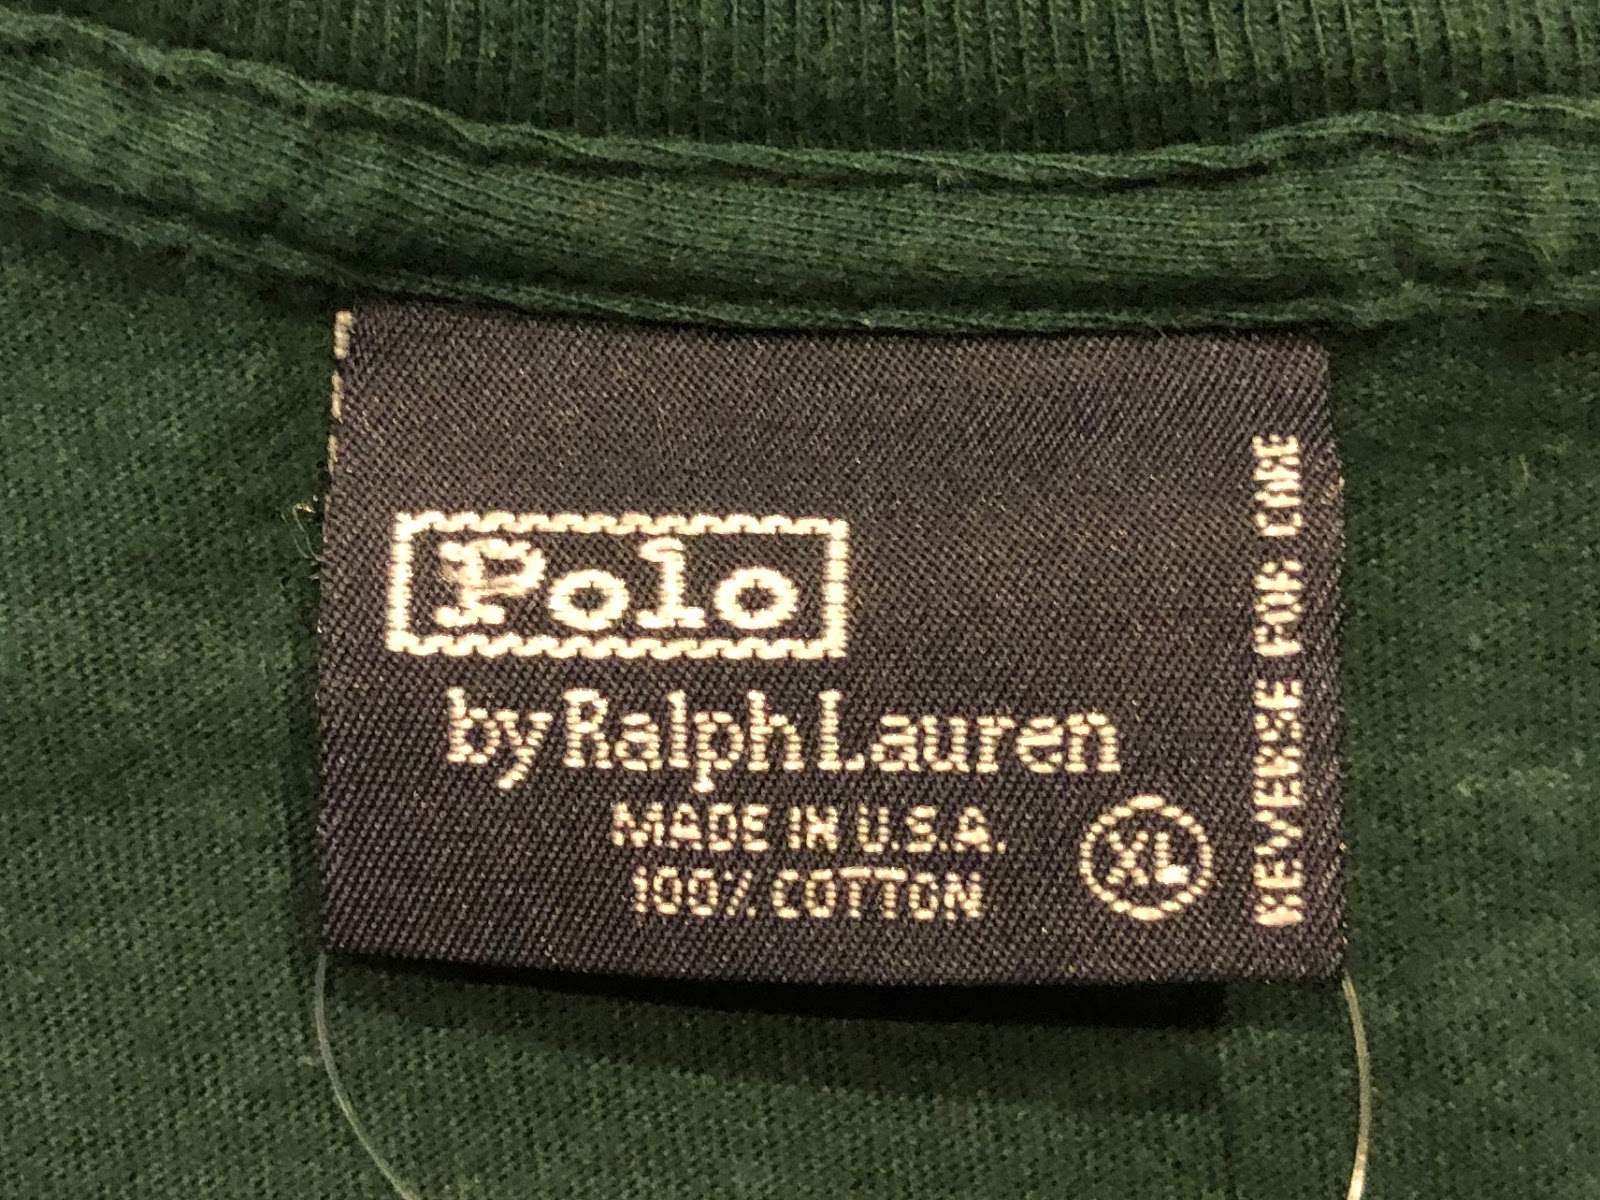 Polo
by Ralph Lauren
MADE IN U.S.A.
100% COTTON
XL
REVERSE FOR CARE